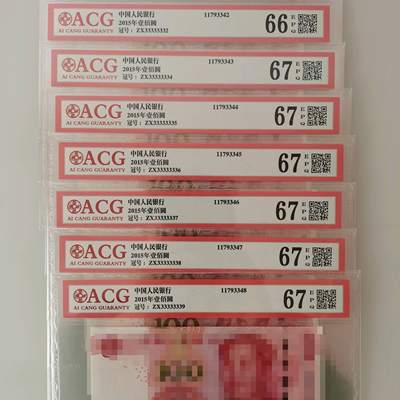 ACG
AI CANG GUARANTY
中国人民银行 11793342
2015年壹佰圆
冠号：ZX33333332
66 EPQ
ACG
AI CANG GUARANTY
中国人民银行 11793343
2015年壹佰圆
冠号：ZX33333334
67 EPQ
ACG
AI CANG GUARANTY
中国人民银行 11793344
2015年壹佰圆
冠号：ZX33333335
67 EPQ
ACG
AI CANG GUARANTY
中国人民银行 11793345
2015年壹佰圆
冠号：ZX33333336
67 EPQ
ACG
AI CANG GUARANTY
中国人民银行 11793346
2015年壹佰圆
冠号：ZX33333337
67 EPQ
ACG
AI CANG GUARANTY
中国人民银行 11793347
2015年壹佰圆
冠号：ZX33333338
67 EPQ
ACG
AI CANG GUARANTY
中国人民银行 11793348
2015年壹佰圆
冠号：ZX33333339
67 EPQ
100